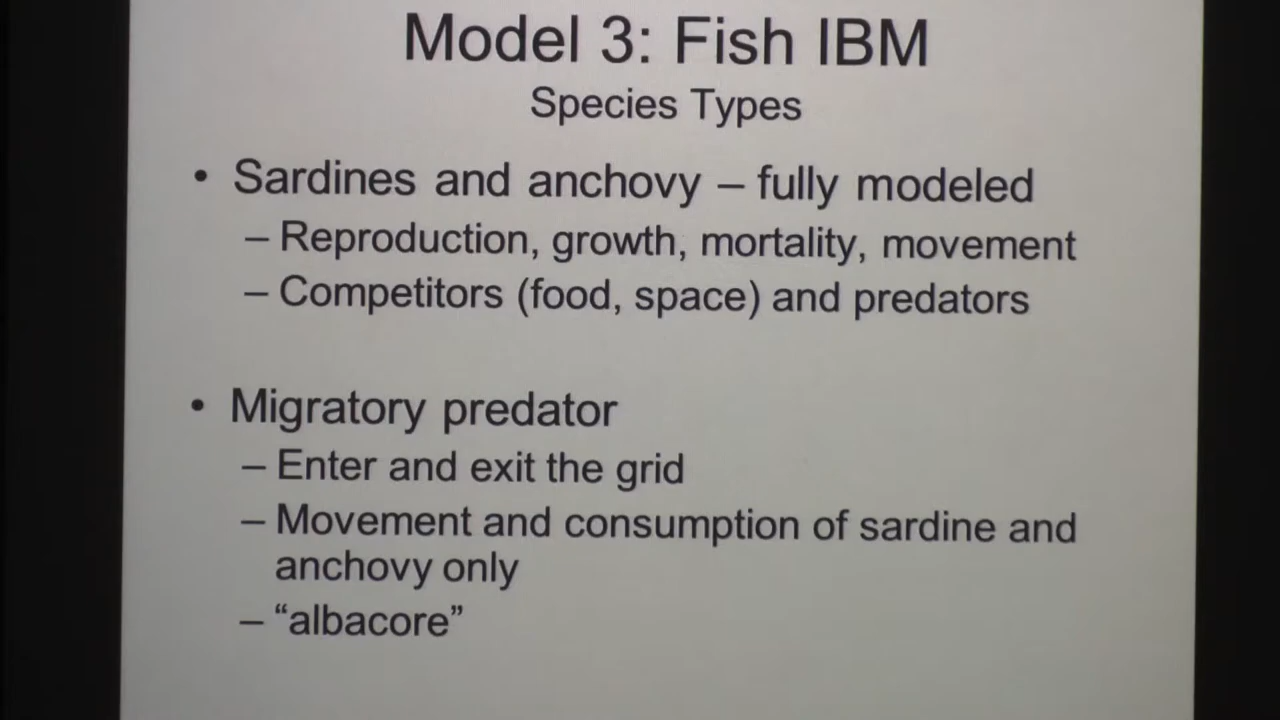 Model 3: Fish IBM
Species Types
• Sardines and anchovy – fully modeled
– Reproduction, growth, mortality, movement
– Competitors (food, space) and predators
• Migratory predator
– Enter and exit the grid
– Movement and consumption of sardine and
anchovy only
– “albacore”